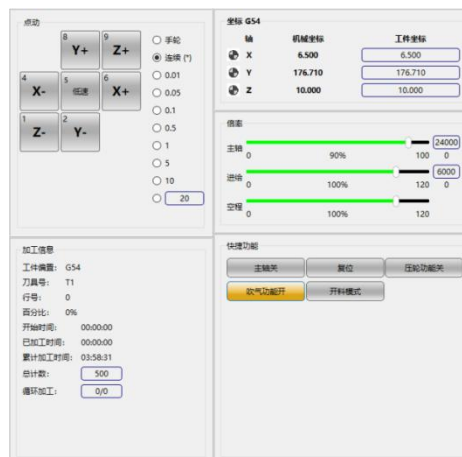 点动
8 Y+
9 Z+
4 X-
5 低速
6 X+
1 Z-
2 Y-
手轮
连续 (*)
0.01
0.05
0.1
0.5
1
5
10
20
坐标 G54
轴 机械坐标 工件坐标
X 6.500 6.500
Y 176.710 176.710
Z 10.000 10.000
倍率
主轴 24000
0 90% 100 0
进给 6000
0 100% 120 0
空程
0 100% 120
加工信息
工件偏置: G54
刀具号: T1
行号: 0
百分比: 0%
开始时间: 00:00:00
已加工时间: 00:00:00
累计加工时间: 03:58:31
总计数: 500
循环加工: 0/0
快捷功能
主轴关 复位 压轮功能关
吹气功能开 开料模式